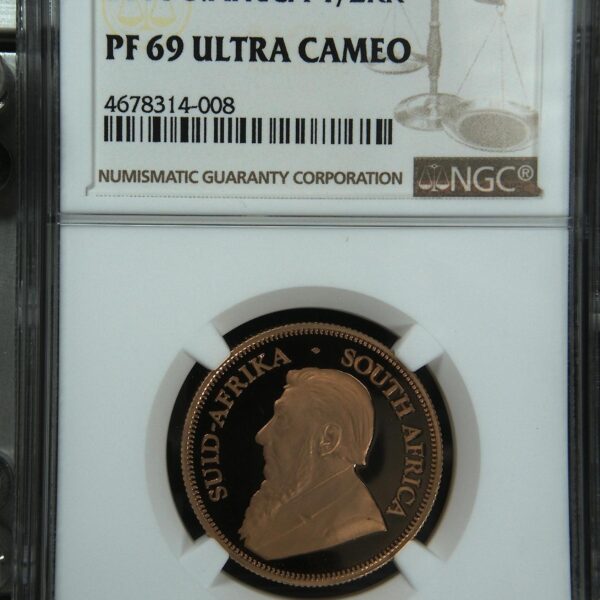 PF 69 ULTRA CAMEO
4678314-008
NUMISMATIC GUARANTY CORPORATION
NGC®
SUID-AFRIKA • SOUTH AFRICA